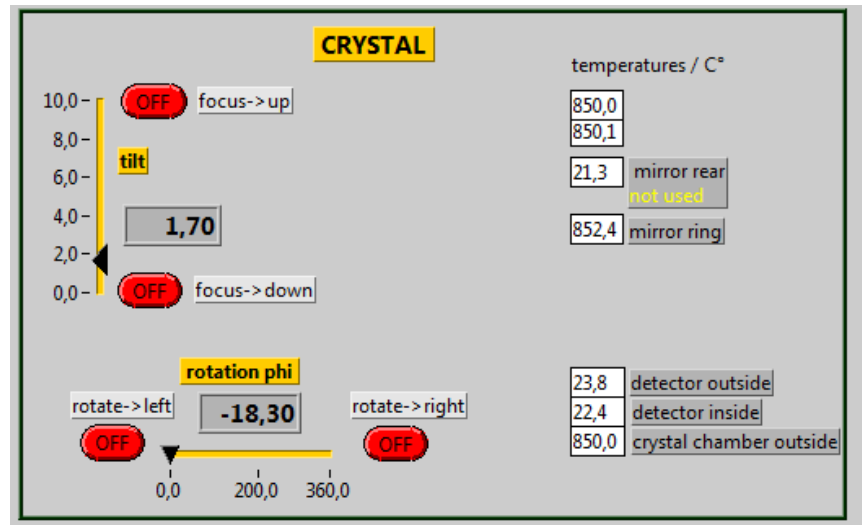 CRYSTAL
temperatures / C°
10,0
OFF
focus->up
850,0
850,1
8,0
tilt
6,0
21,3 mirror rear
not used
4,0
1,70
852,4 mirror ring
2,0
0,0
OFF
focus->down
rotation phi
23,8 detector outside
rotate->left
-18,30
rotate->right
22,4 detector inside
OFF
OFF
850,0 crystal chamber outside
0,0 200,0 360,0